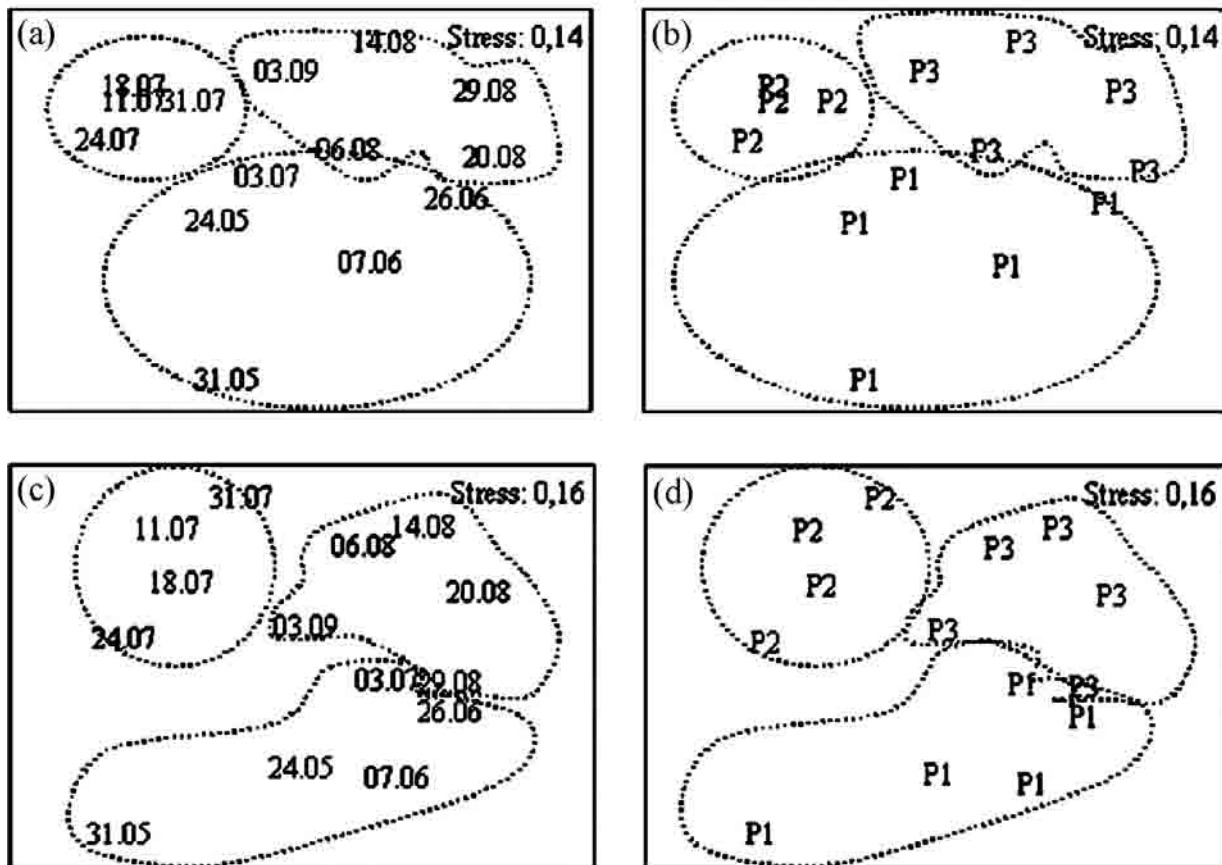 (a) 14.08 Stress: 0,14
03.09
18.07 29.08
11.07 31.07
24.07 06.08 20.08
03.07
26.06
24.05
07.06
31.05
(b) P3 Stress: 0,14
P3
P2 P3
P2 P2
P2 P3
P3
P1
P1
P1
P1
P1
(c) 31.07 Stress: 0,16
11.07 14.08
06.08
18.07 20.08
24.07 03.09
03.07 29.08
26.06
24.05 07.06
31.05
(d) P2 Stress: 0,16
P2 P3
P3
P2 P3
P2 P3
P1 P3
P1
P1 P1
P1